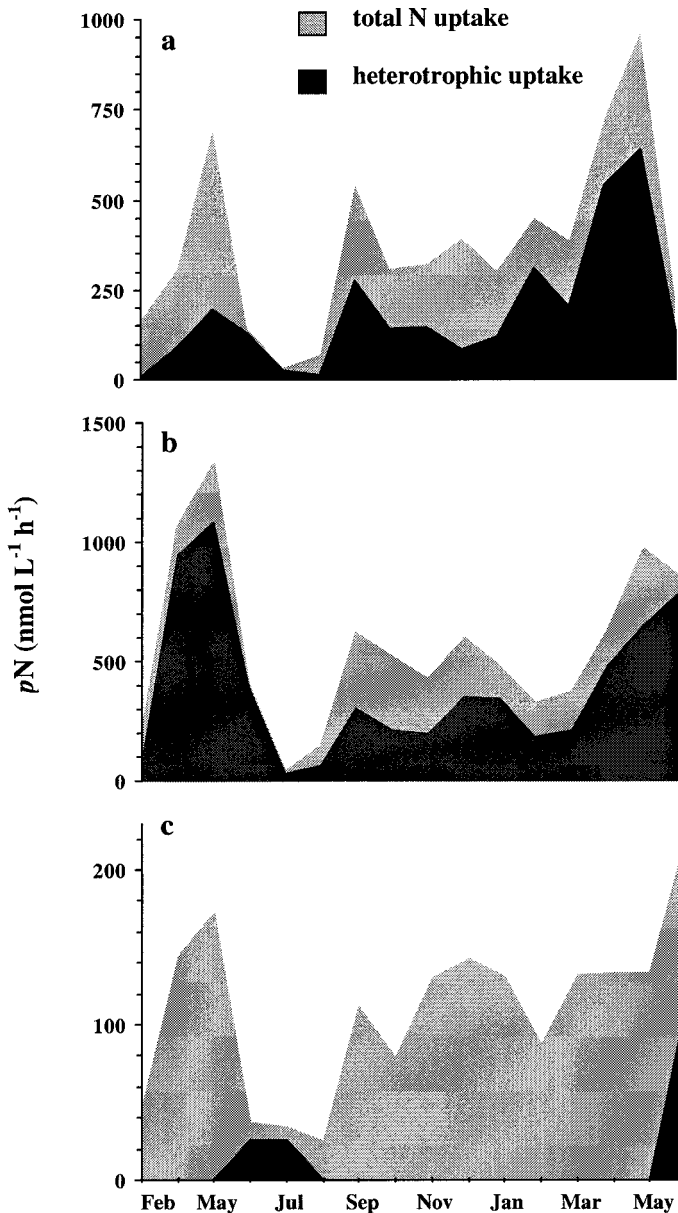 a
total N uptake
heterotrophic uptake
1000
750
500
250
0
b
1500
1000
500
0
pN (nmol L⁻¹ h⁻¹)
c
200
100
0
Feb May Jul Sep Nov Jan Mar May